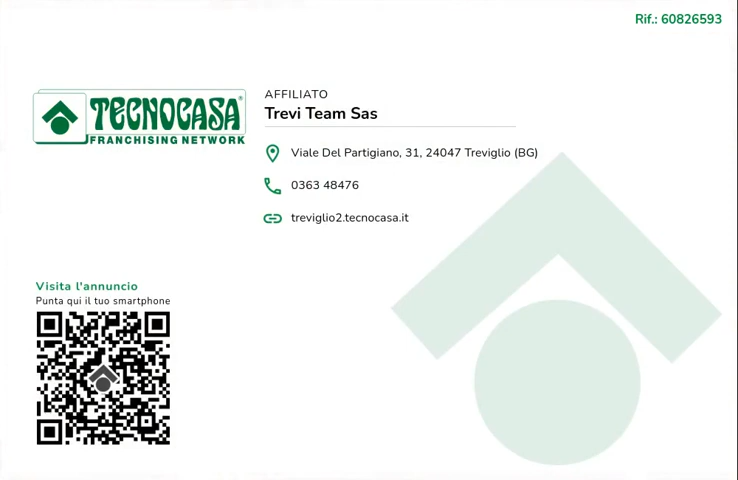 Rif.: 60826593
TECNOCASA®
FRANCHISING NETWORK
AFFILIATO
Trevi Team Sas
Viale Del Partigiano, 31, 24047 Treviglio (BG)
0363 48476
treviglio2.tecnocasa.it
Visita l'annuncio
Punta qui il tuo smartphone